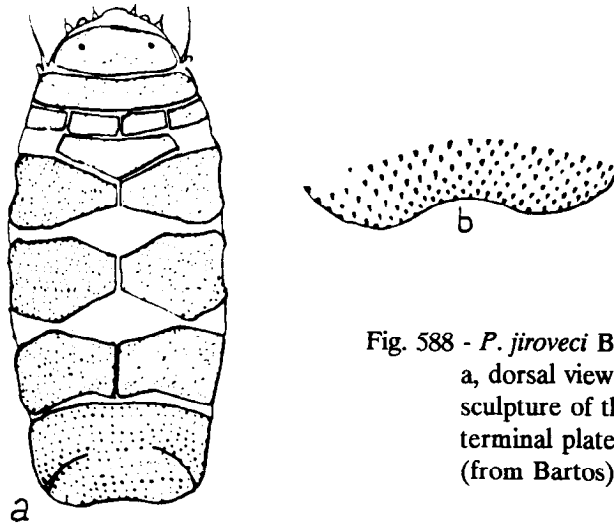 a
b
Fig. 588 - P. jiroveci B
a, dorsal view
sculpture of th
terminal plate
(from Bartos)